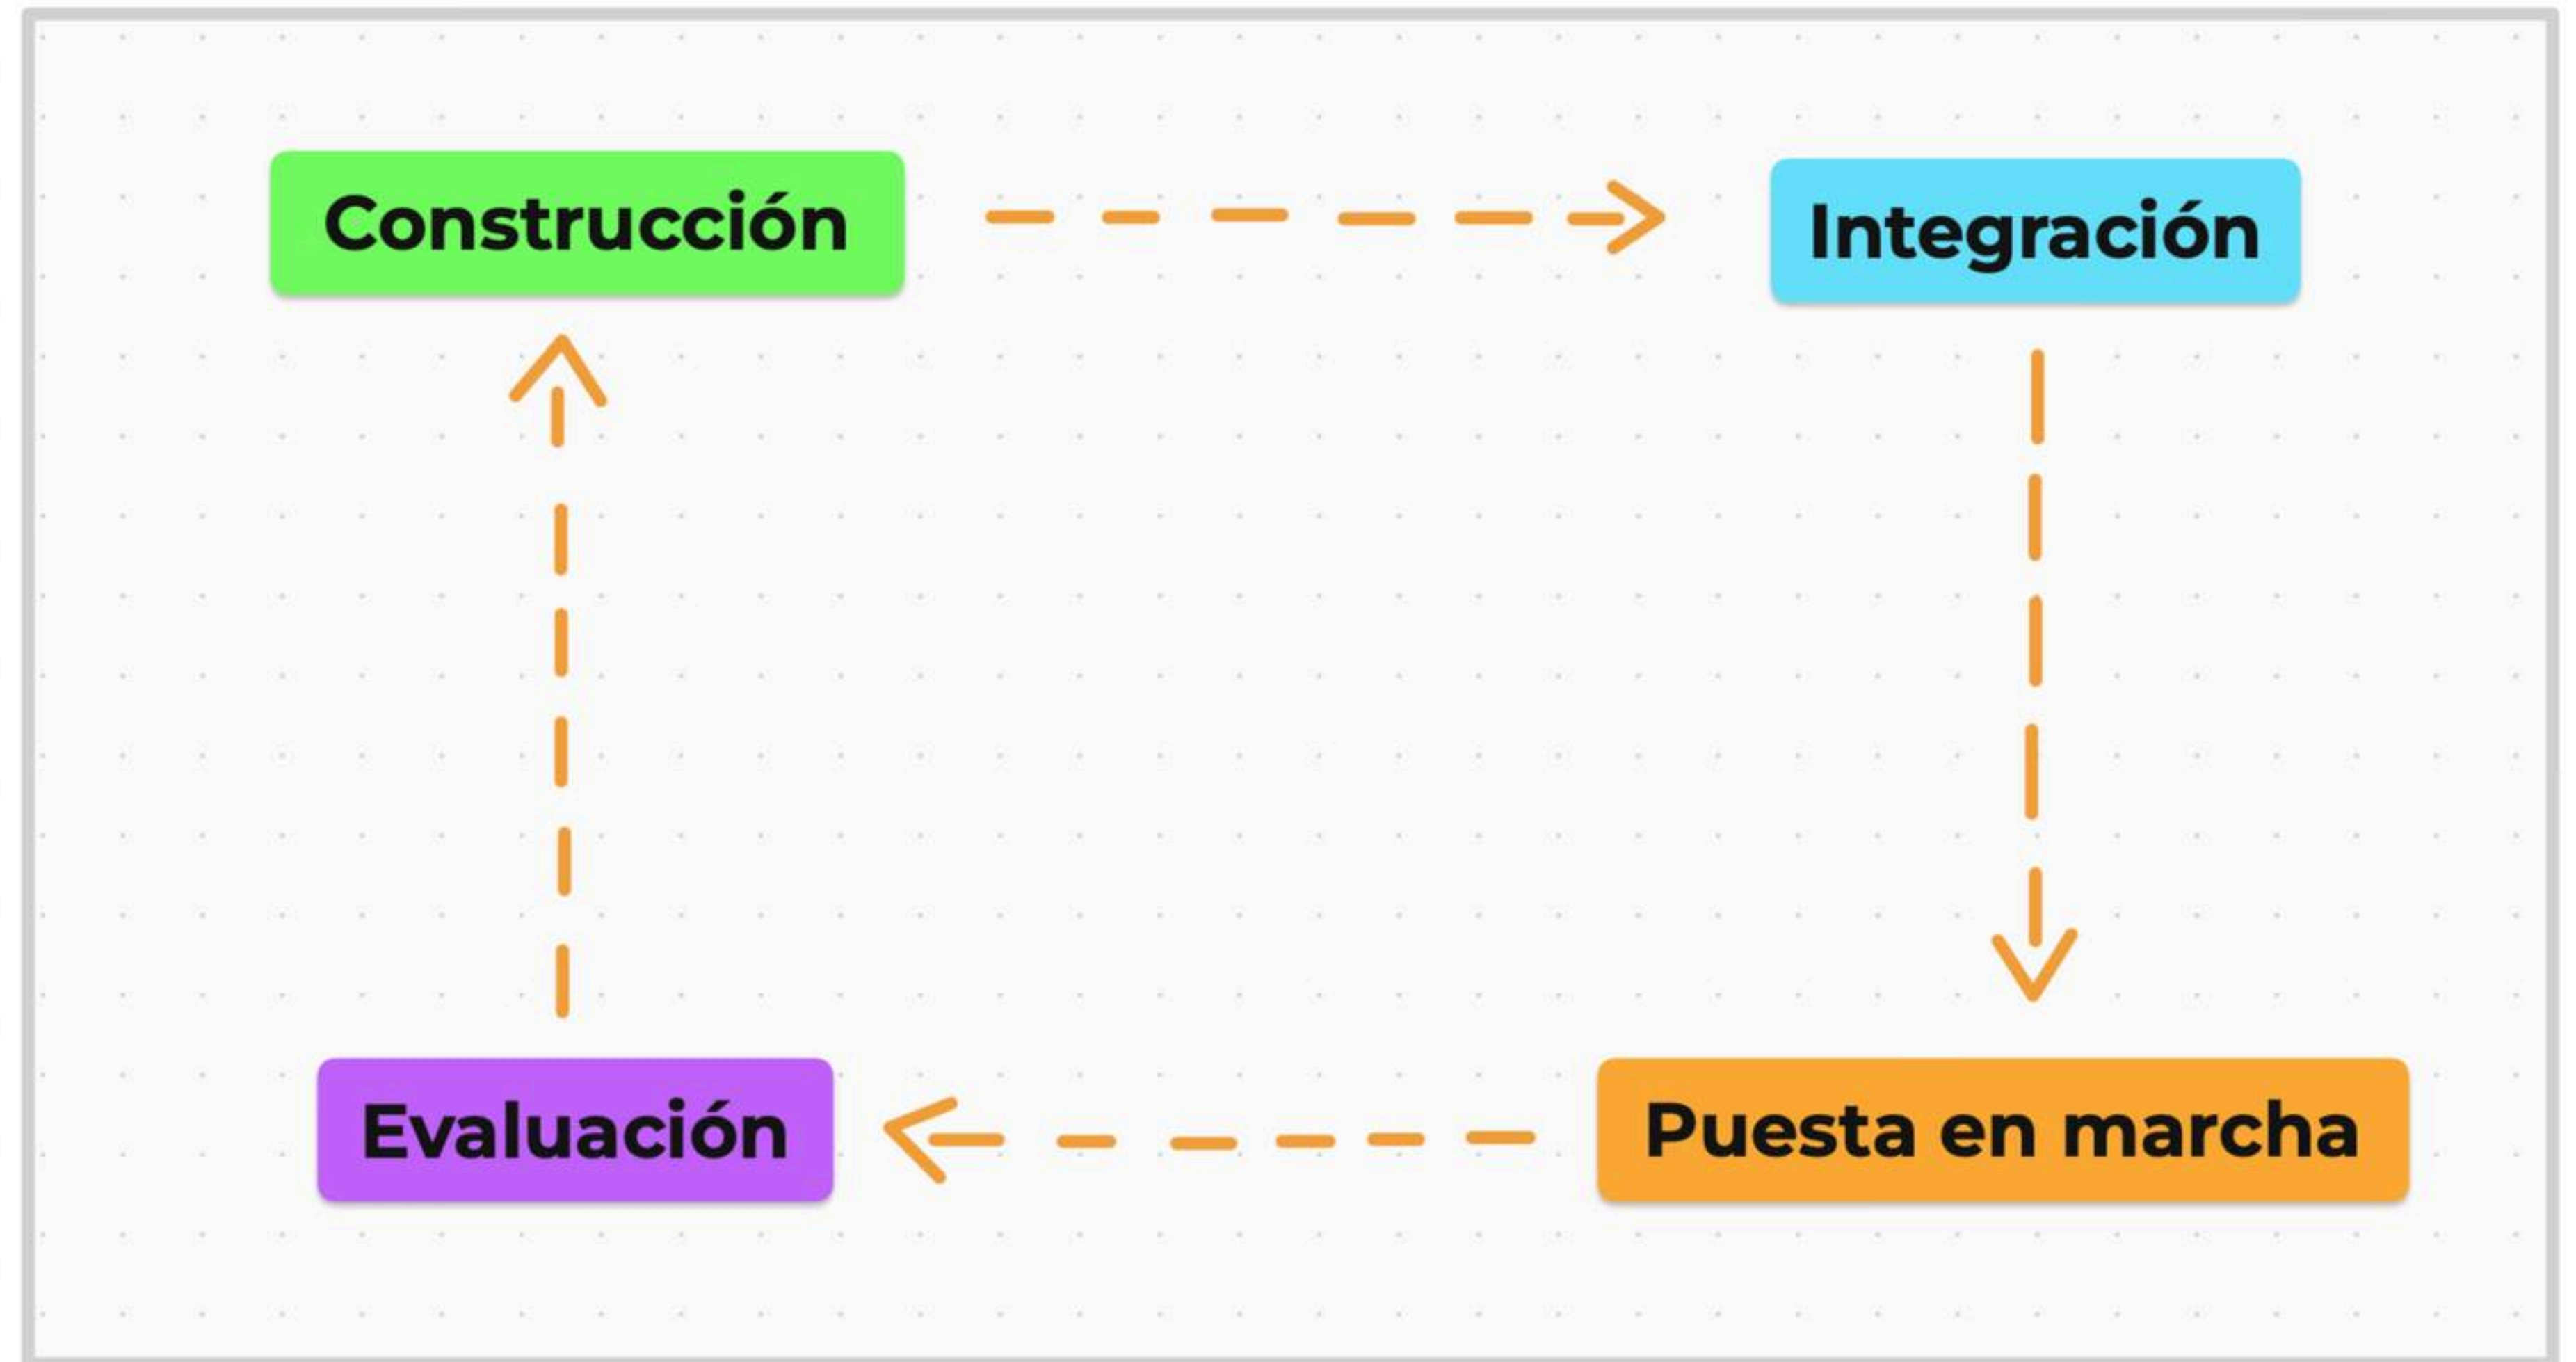 Construcción
Integración
Evaluación
Puesta en marcha